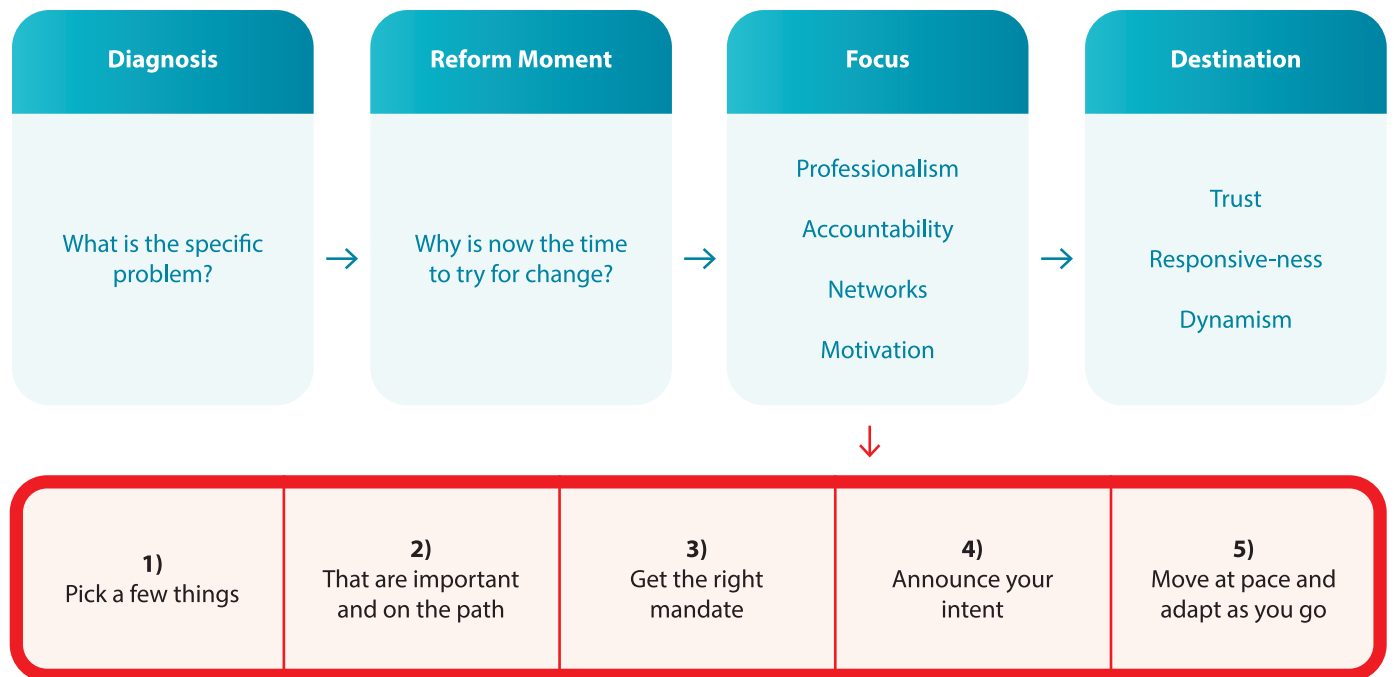 Diagnosis
What is the specific
problem?
→
Reform Moment
Why is now the time
to try for change?
→
Focus
Professionalism
Accountability
Networks
Motivation
→
Destination
Trust
Responsive-ness
Dynamism
↓
1)
Pick a few things
2)
That are important
and on the path
3)
Get the right
mandate
4)
Announce your
intent
5)
Move at pace and
adapt as you go